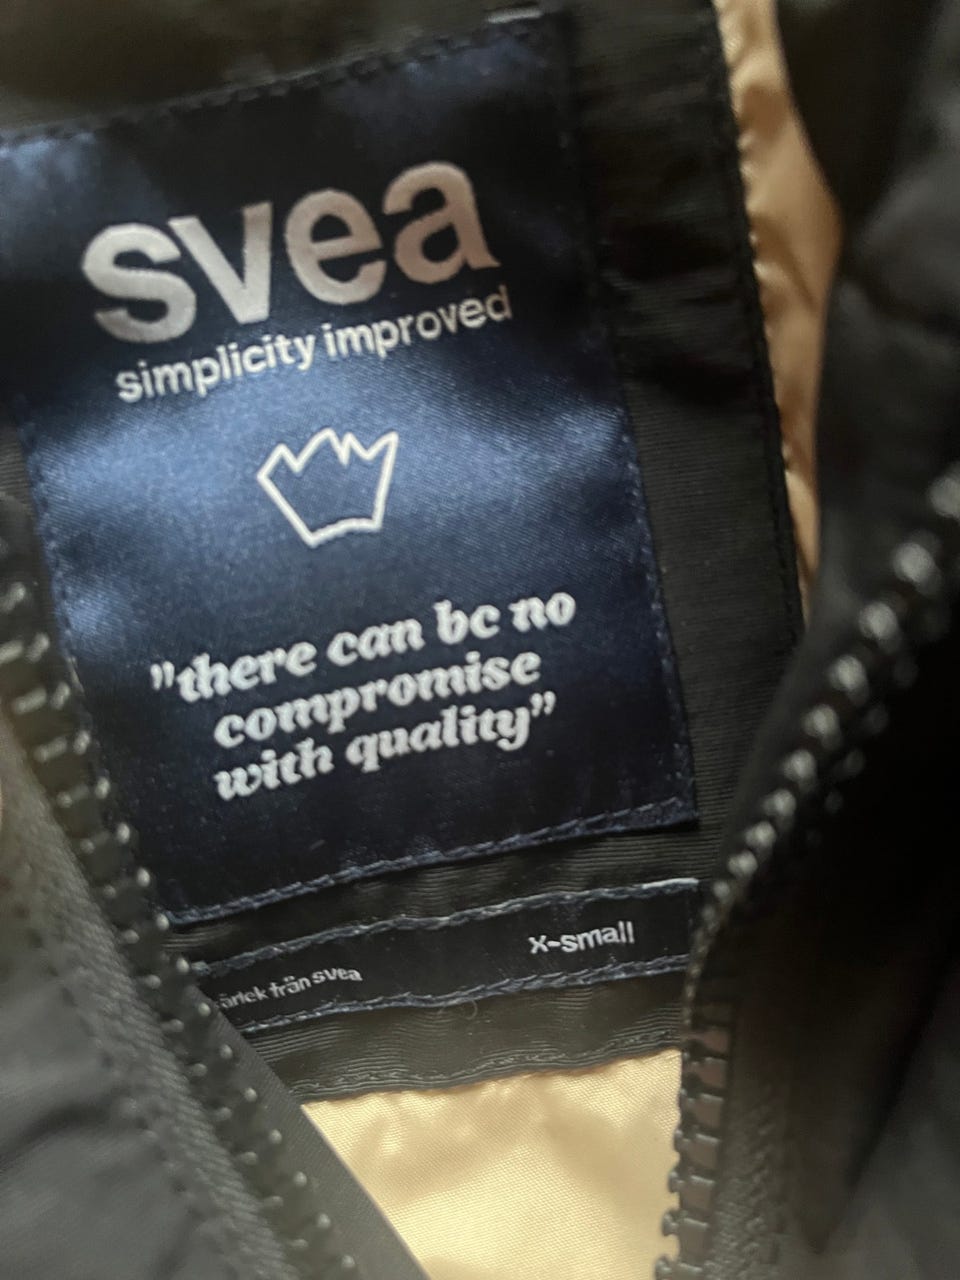 svea
simplicity improved
"there can be no
compromise
with quality"
x-small
från svea